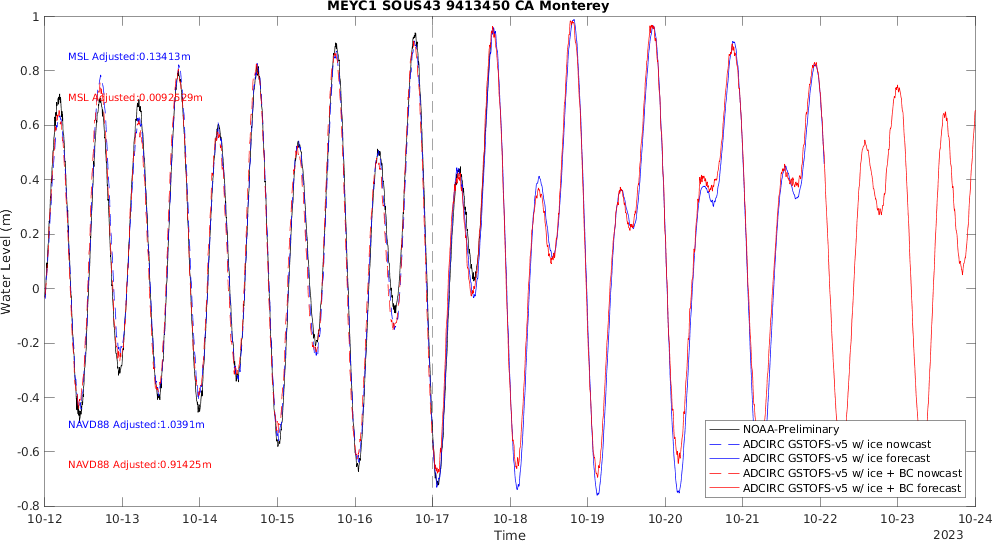 MEYC1 SOUS43 9413450 CA Monterey
MSL Adjusted:0.13413m
MSL Adjusted:0.0092629m
NAVD88 Adjusted:1.0391m
NAVD88 Adjusted:0.91425m
Water Level (m)
1
0.8
0.6
0.4
0.2
0
-0.2
-0.4
-0.6
-0.8
NOAA-Preliminary
ADCIRC GSTOFS-v5 w/ ice nowcast
ADCIRC GSTOFS-v5 w/ ice forecast
ADCIRC GSTOFS-v5 w/ ice + BC nowcast
ADCIRC GSTOFS-v5 w/ ice + BC forecast
10-12 10-13 10-14 10-15 10-16 10-17 10-18 10-19 10-20 10-21 10-22 10-23 10-24
Time
2023